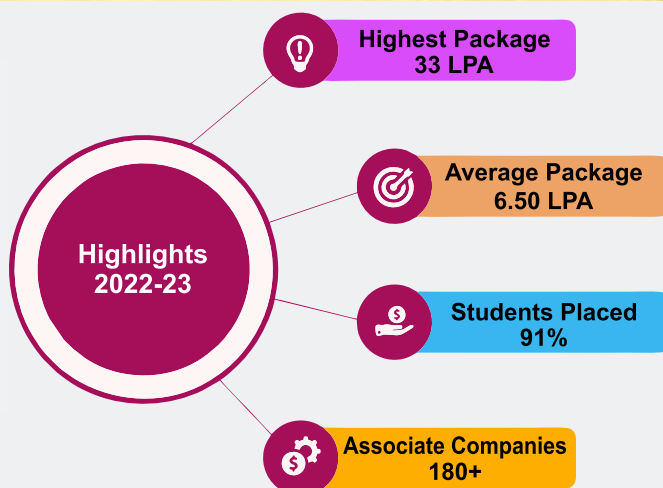 Highest Package
33 LPA
Average Package
6.50 LPA
Highlights
2022-23
Students Placed
91%
Associate Companies
180+